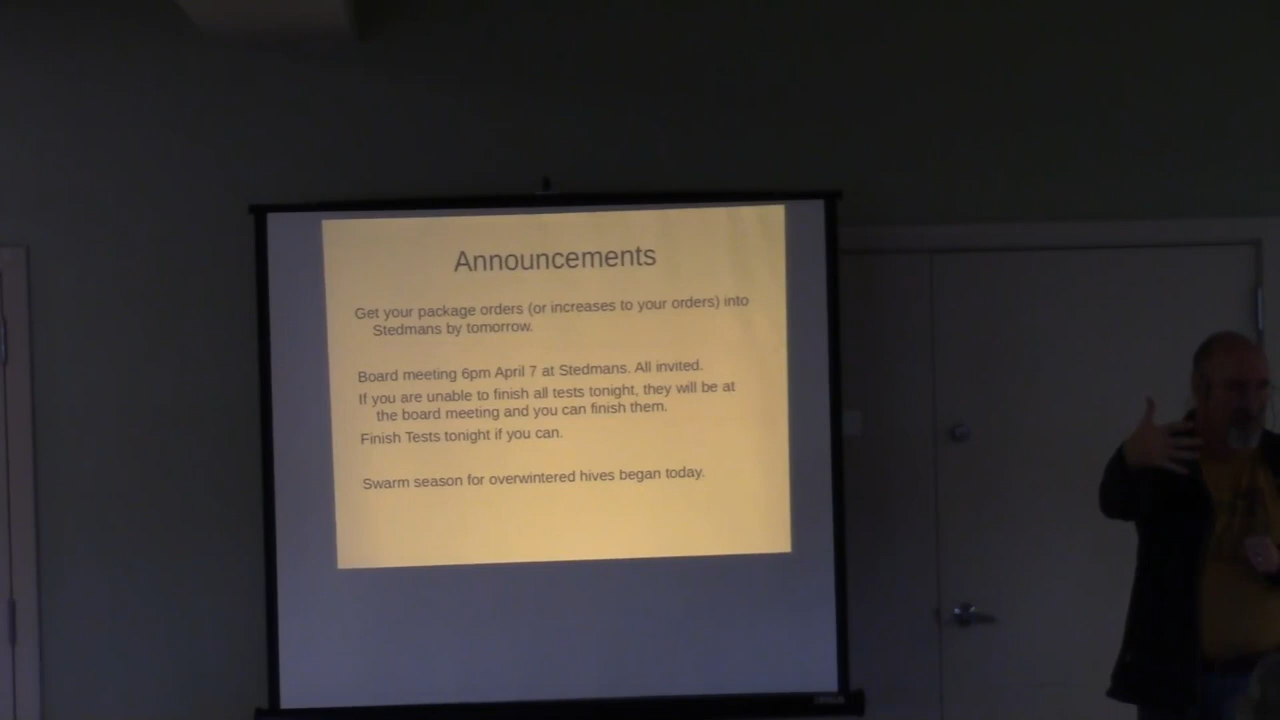 Announcements
Get your package orders (or increases to your orders) into
Stedmans by tomorrow.
Board meeting 6pm April 7 at Stedmans. All invited.
If you are unable to finish all tests tonight, they will be at
the board meeting and you can finish them.
Finish Tests tonight if you can.
Swarm season for overwintered hives began today.